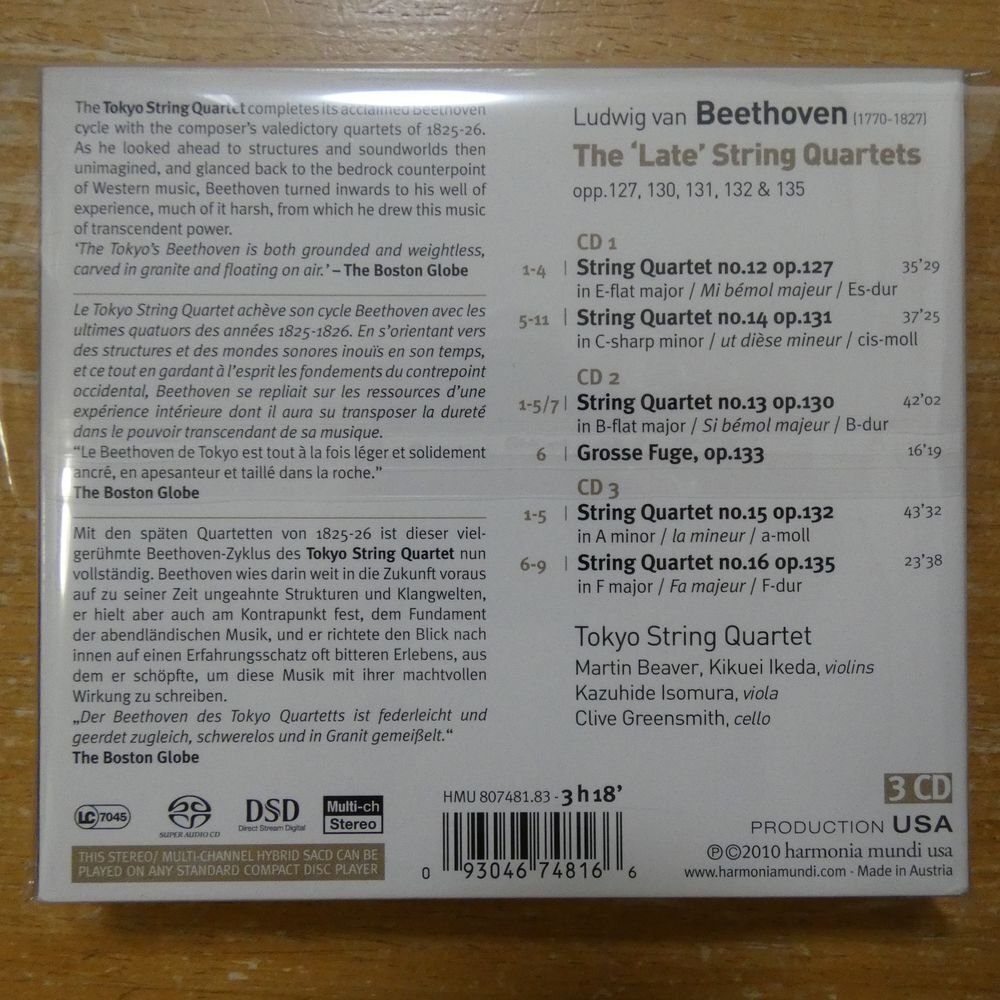 The Tokyo String Quartet completes its acclaimed Beethoven
cycle with the composer's valedictory quartets of 1825-26.
As he looked ahead to structures and soundworlds then
unimagined, and glanced back to the bedrock counterpoint
of Western music, Beethoven turned inwards to his well of
experience, much of it harsh, from which he drew this music
of transcendent power.
'The Tokyo's Beethoven is both grounded and weightless,
carved in granite and floating on air.' – The Boston Globe
Le Tokyo String Quartet achève son cycle Beethoven avec les
ultimes quatuors des années 1825-1826. En s'orientant vers
des structures et des mondes sonores inouïs en son temps,
et ce tout en gardant à l'esprit les fondements du contrepoint
occidental, Beethoven se repliait sur les ressources d'une
expérience intérieure dont il aura su transposer la dureté
dans le pouvoir transcendant de sa musique.
"Le Beethoven de Tokyo est tout à la fois léger et solidement
ancré, en apesanteur et taillé dans la roche."
The Boston Globe
Mit den späten Quartetten von 1825-26 ist dieser viel-
gerühmte Beethoven-Zyklus des Tokyo String Quartet nun
vollständig. Beethoven wies darin weit in die Zukunft voraus
auf zu seiner Zeit ungeahnte Strukturen und Klangwelten,
er hielt aber auch am Kontrapunkt fest, dem Fundament
der abendländischen Musik, und er richtete den Blick nach
innen auf einen Erfahrungsschatz oft bitteren Erlebens, aus
dem er schöpfte, um diese Musik mit ihrer machtvollen
Wirkung zu schreiben.
„Der Beethoven des Tokyo Quartetts ist federleicht und
geerdet zugleich, schwerelos und in Granit gemeißelt."
The Boston Globe
LC 7045
SUPER AUDIO CD
DSD
Direct Stream Digital
Multi-ch
Stereo
THIS STEREO/ MULTI-CHANNEL HYBRID SACD CAN BE
PLAYED ON ANY STANDARD COMPACT DISC PLAYER
Ludwig van Beethoven (1770-1827)
The 'Late' String Quartets
opp.127, 130, 131, 132 & 135
CD 1
1-4 | String Quartet no.12 op.127 35'29
in E-flat major / Mi bémol majeur / Es-dur
5-11 | String Quartet no.14 op.131 37'25
in C-sharp minor / ut dièse mineur / cis-moll
CD 2
1-5/7 | String Quartet no.13 op.130 42'02
in B-flat major / Si bémol majeur / B-dur
6 | Grosse Fuge, op.133 16'19
CD 3
1-5 | String Quartet no.15 op.132 43'32
in A minor / la mineur / a-moll
6-9 | String Quartet no.16 op.135 23'38
in F major / Fa majeur / F-dur
Tokyo String Quartet
Martin Beaver, Kikuei Ikeda, violins
Kazuhide Isomura, viola
Clive Greensmith, cello
HMU 807481.83 - 3 h 18'
0 93046 74816 6
3 CD
PRODUCTION USA
℗©2010 harmonia mundi usa
www.harmoniamundi.com - Made in Austria